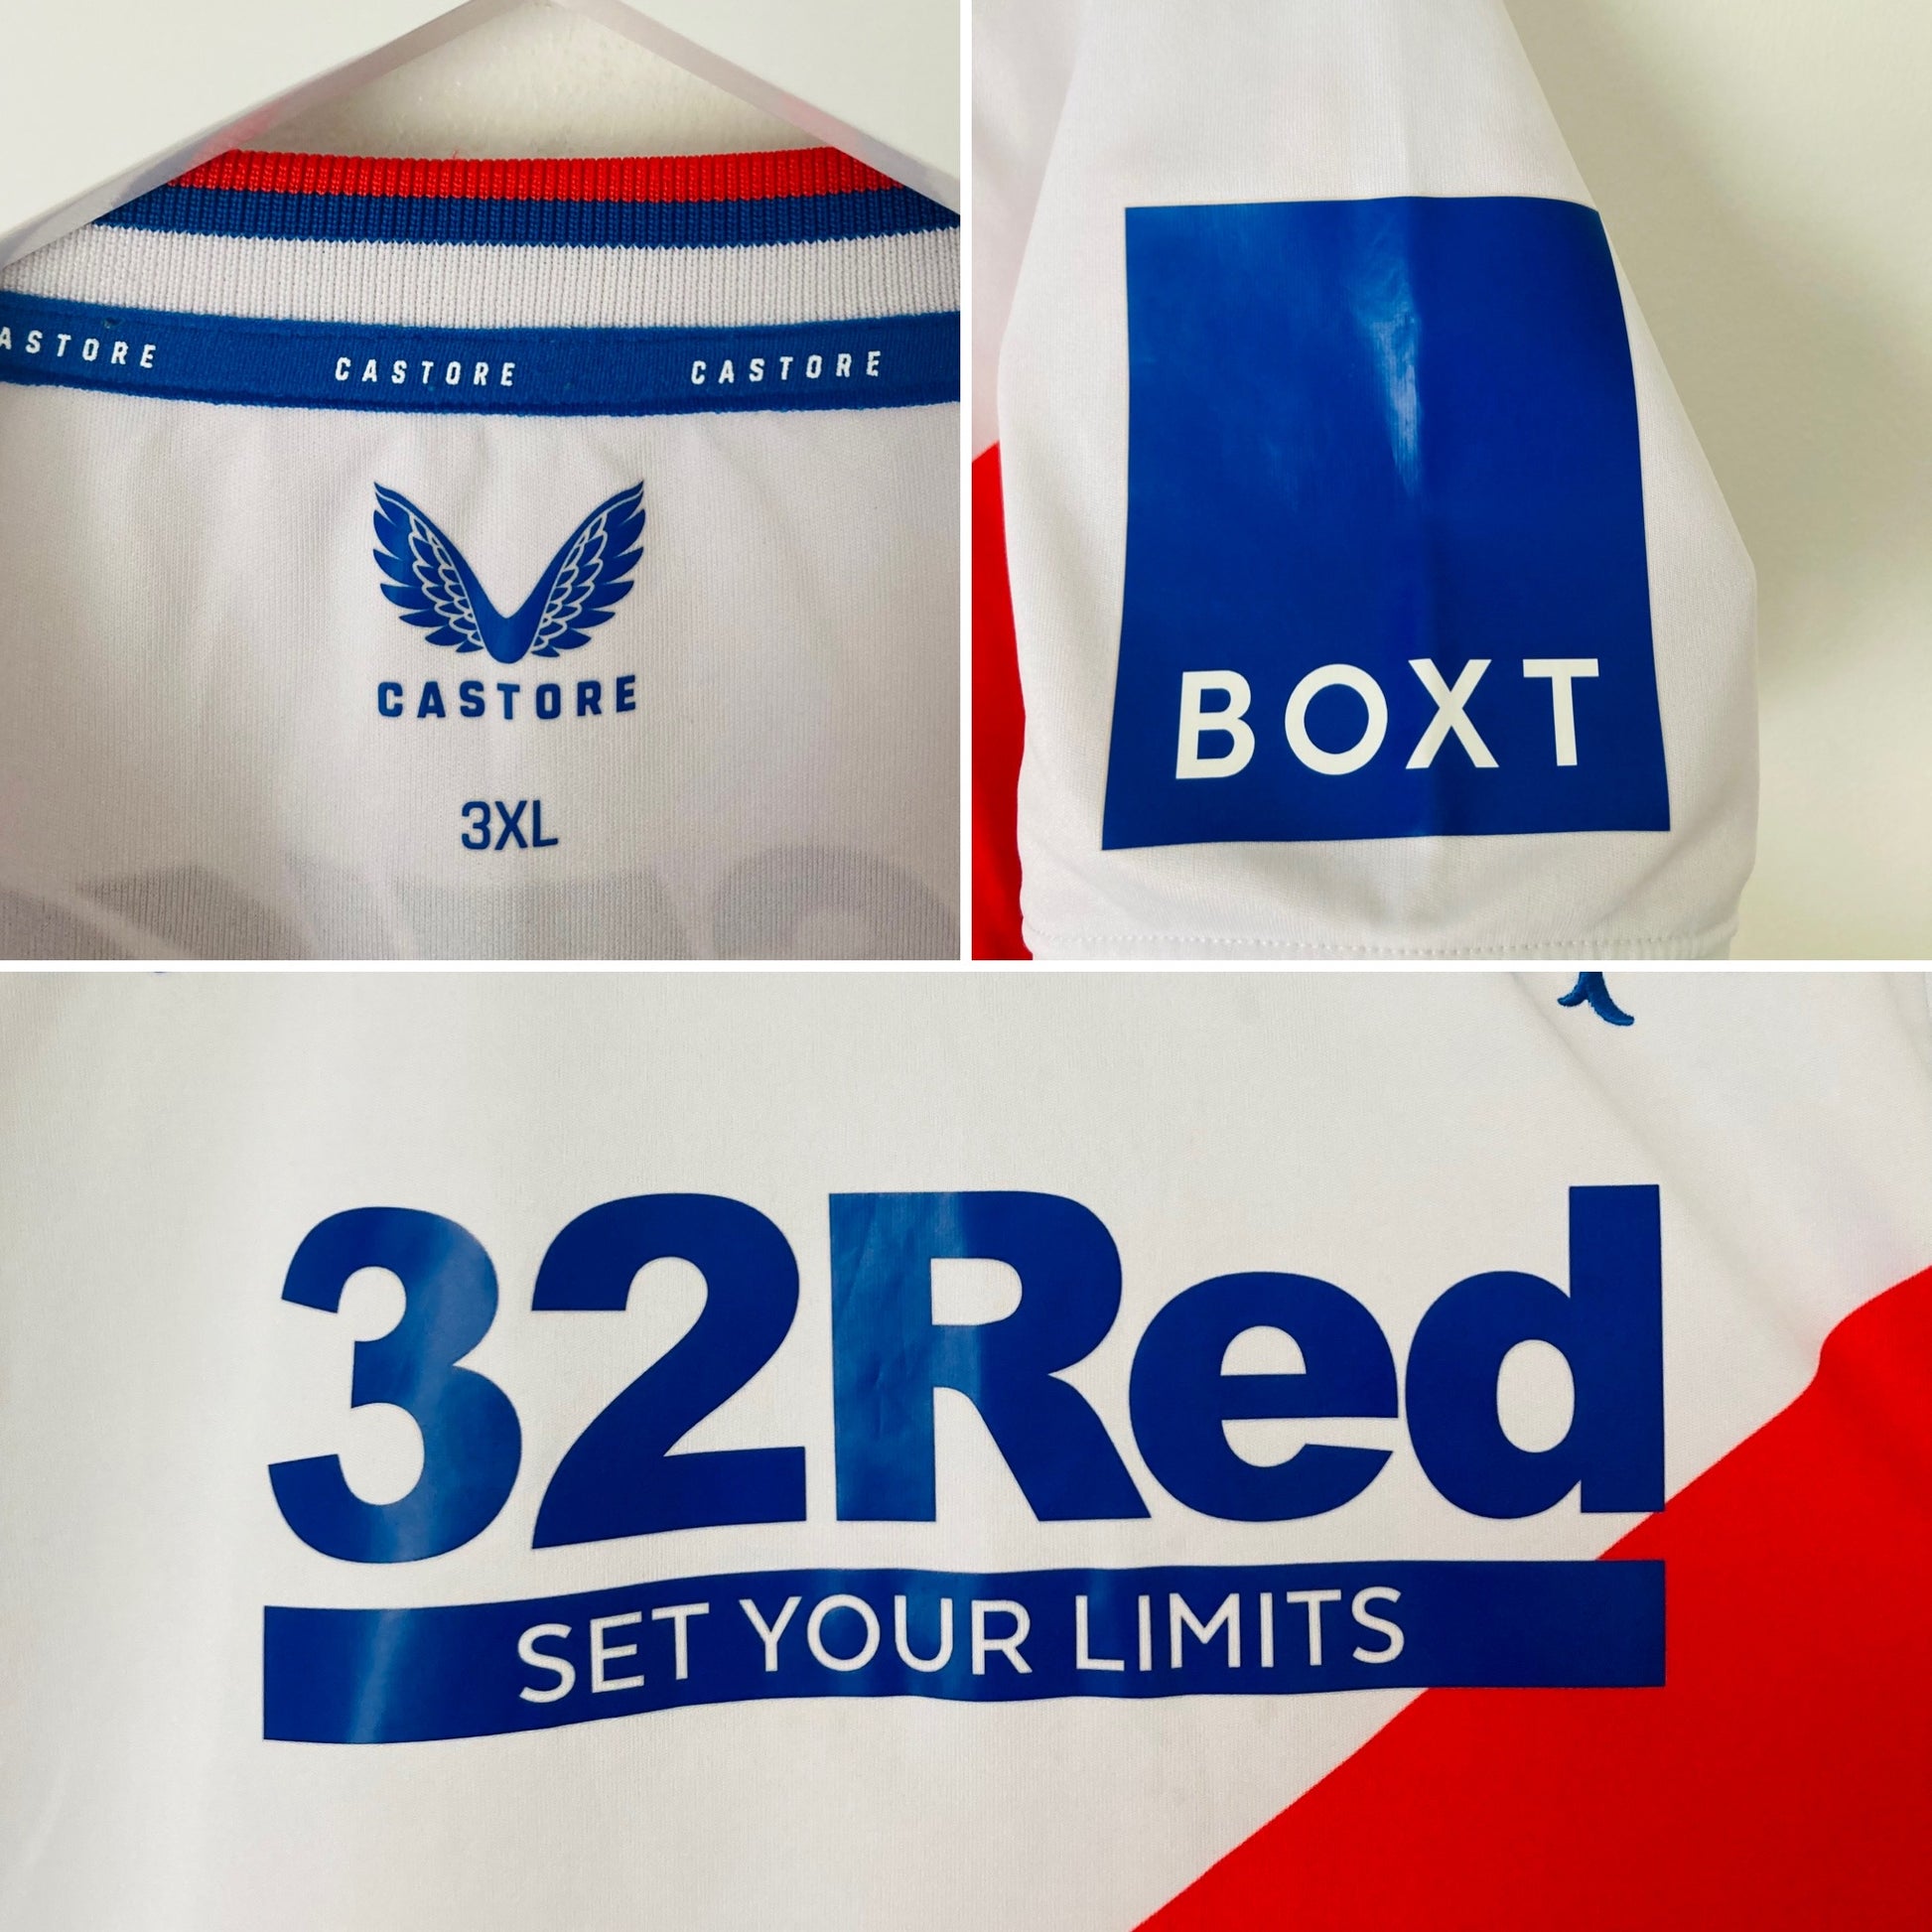 ASTORE CASTORE CASTORE
CASTORE
3XL
BOXT
32Red
SET YOUR LIMITS